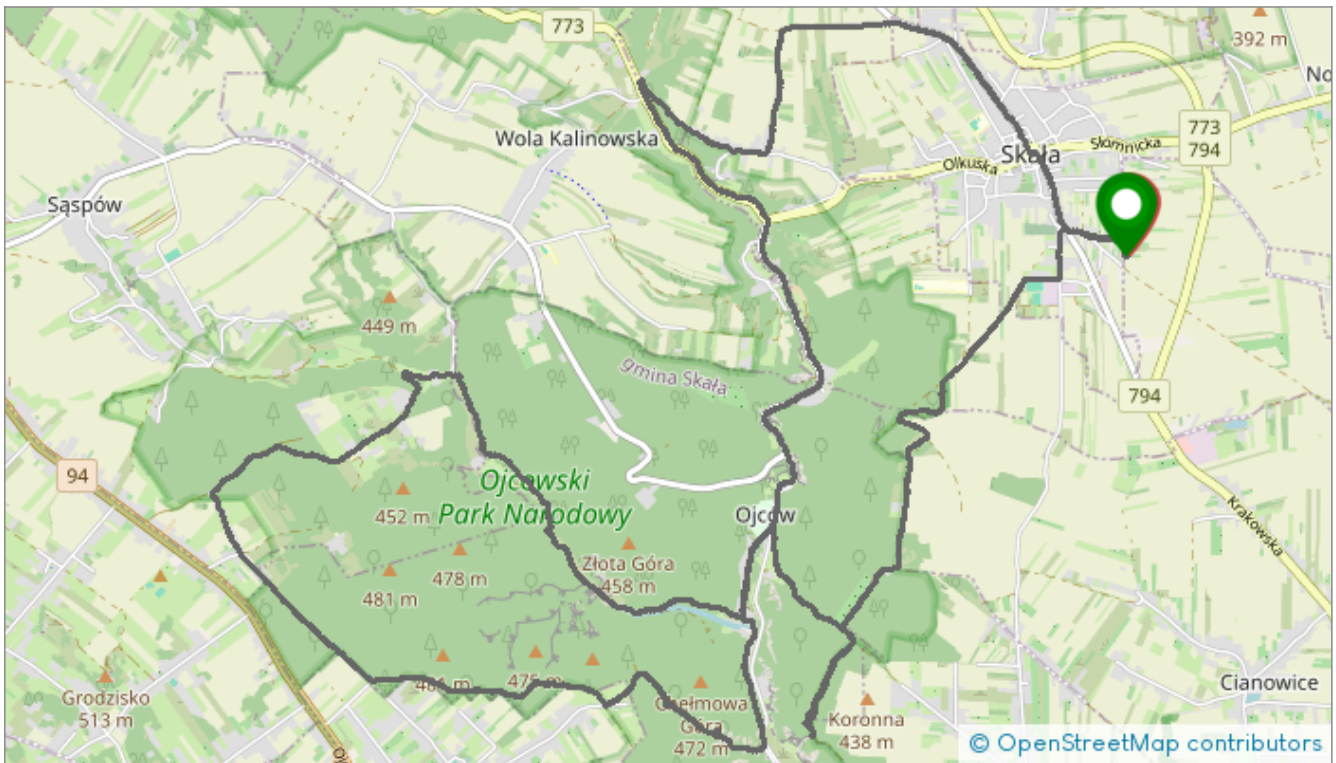 773
392 m
No
Wola Kalinowska
773
794
Słomnicka
Skała
Olkuska
Sąspów
449 m
gmina Skała
794
94
Ojcowski
Park Narodowy
452 m
Ojców
Krakowska
478 m
Złota Góra
458 m
481 m
475 m
Grodzisko
513 m
Chełmowa
Góra
472 m
Koronna
438 m
Cianowice
© OpenStreetMap contributors